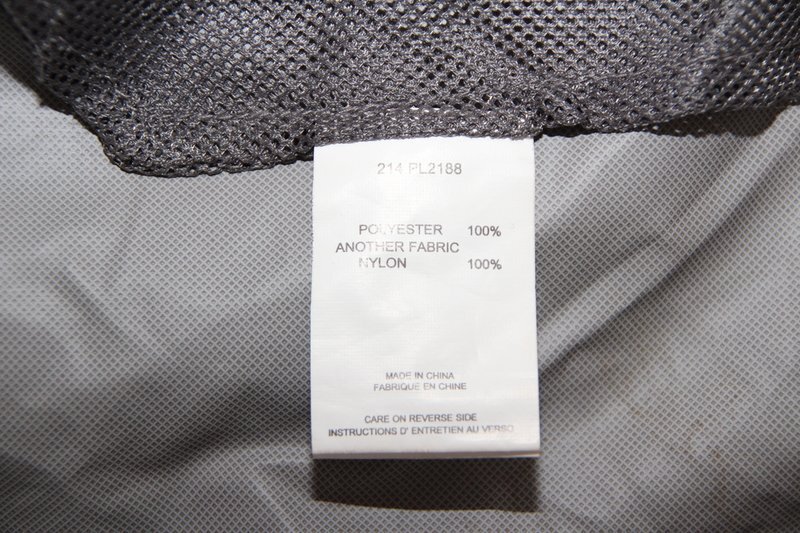 214 PL2188
POLYESTER 100%
ANOTHER FABRIC
NYLON 100%
MADE IN CHINA
FABRIQUE EN CHINE
CARE ON REVERSE SIDE
INSTRUCTIONS D' ENTRETIEN AU VERSO